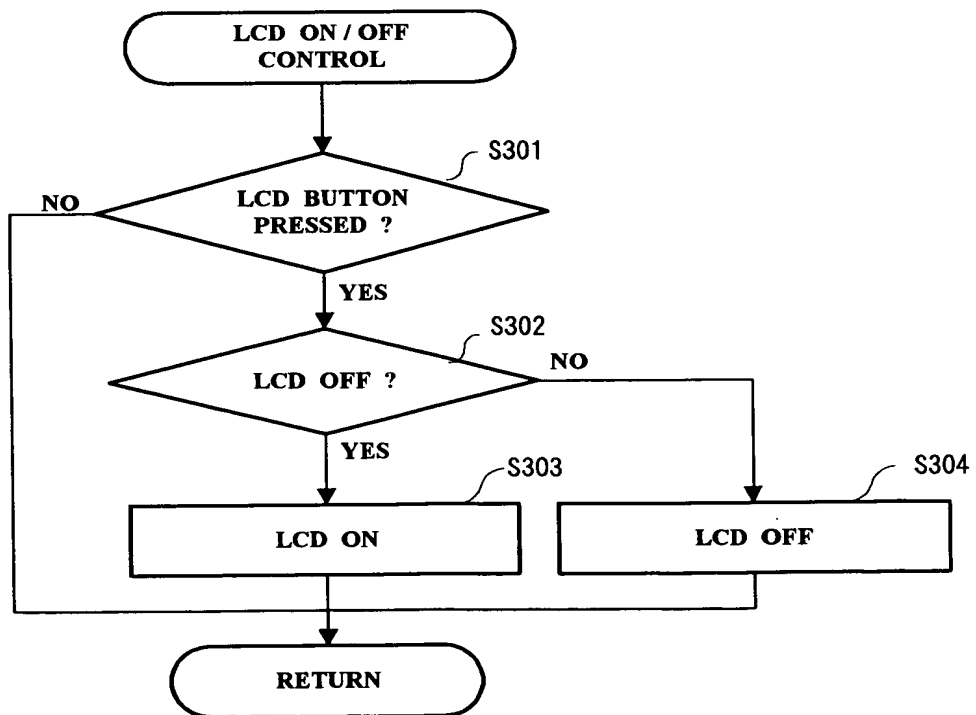 LCD ON / OFF
CONTROL
S301
NO
LCD BUTTON
PRESSED ?
YES
S302
LCD OFF ?
NO
YES
S303
S304
LCD ON
LCD OFF
RETURN